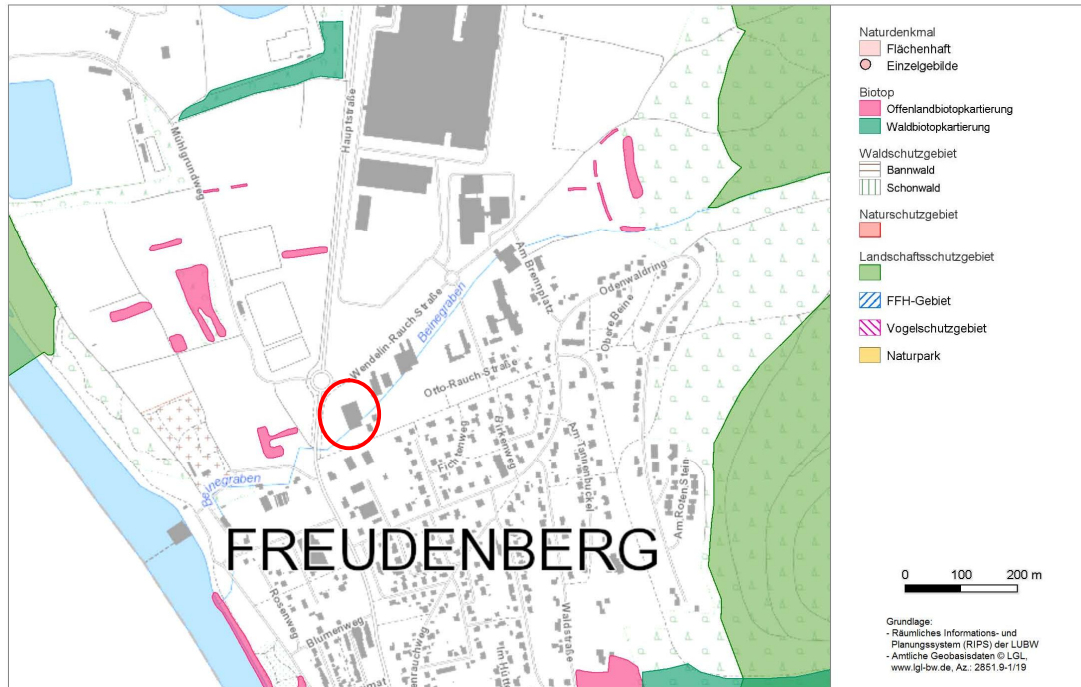 Mühlgrundweg
Hauptstraße
Wendelin-Rauch-Straße
Beinegraben
Am Brennplatz
Odenwaldring
Obere Beine
Otto-Rauch-Straße
Birkenweg
Fichtenweg
Am Tannenbuckel
Am Roten Stein
Beinegraben
FREUDENBERG
Rosenweg
Blumenweg
Waldstraße
Naturdenkmal
Flächenhaft
Einzelgebilde
Biotop
Offenlandbiotopkartierung
Waldbiotopkartierung
Waldschutzgebiet
Bannwald
Schonwald
Naturschutzgebiet
Landschaftsschutzgebiet
FFH-Gebiet
Vogelschutzgebiet
Naturpark
0 100 200 m
Grundlage:
- Räumliches Informations- und
Planungssystem (RIPS) der LUBW
- Amtliche Geobasisdaten © LGL,
www.lgl-bw.de, Az.: 2851.9-1/19